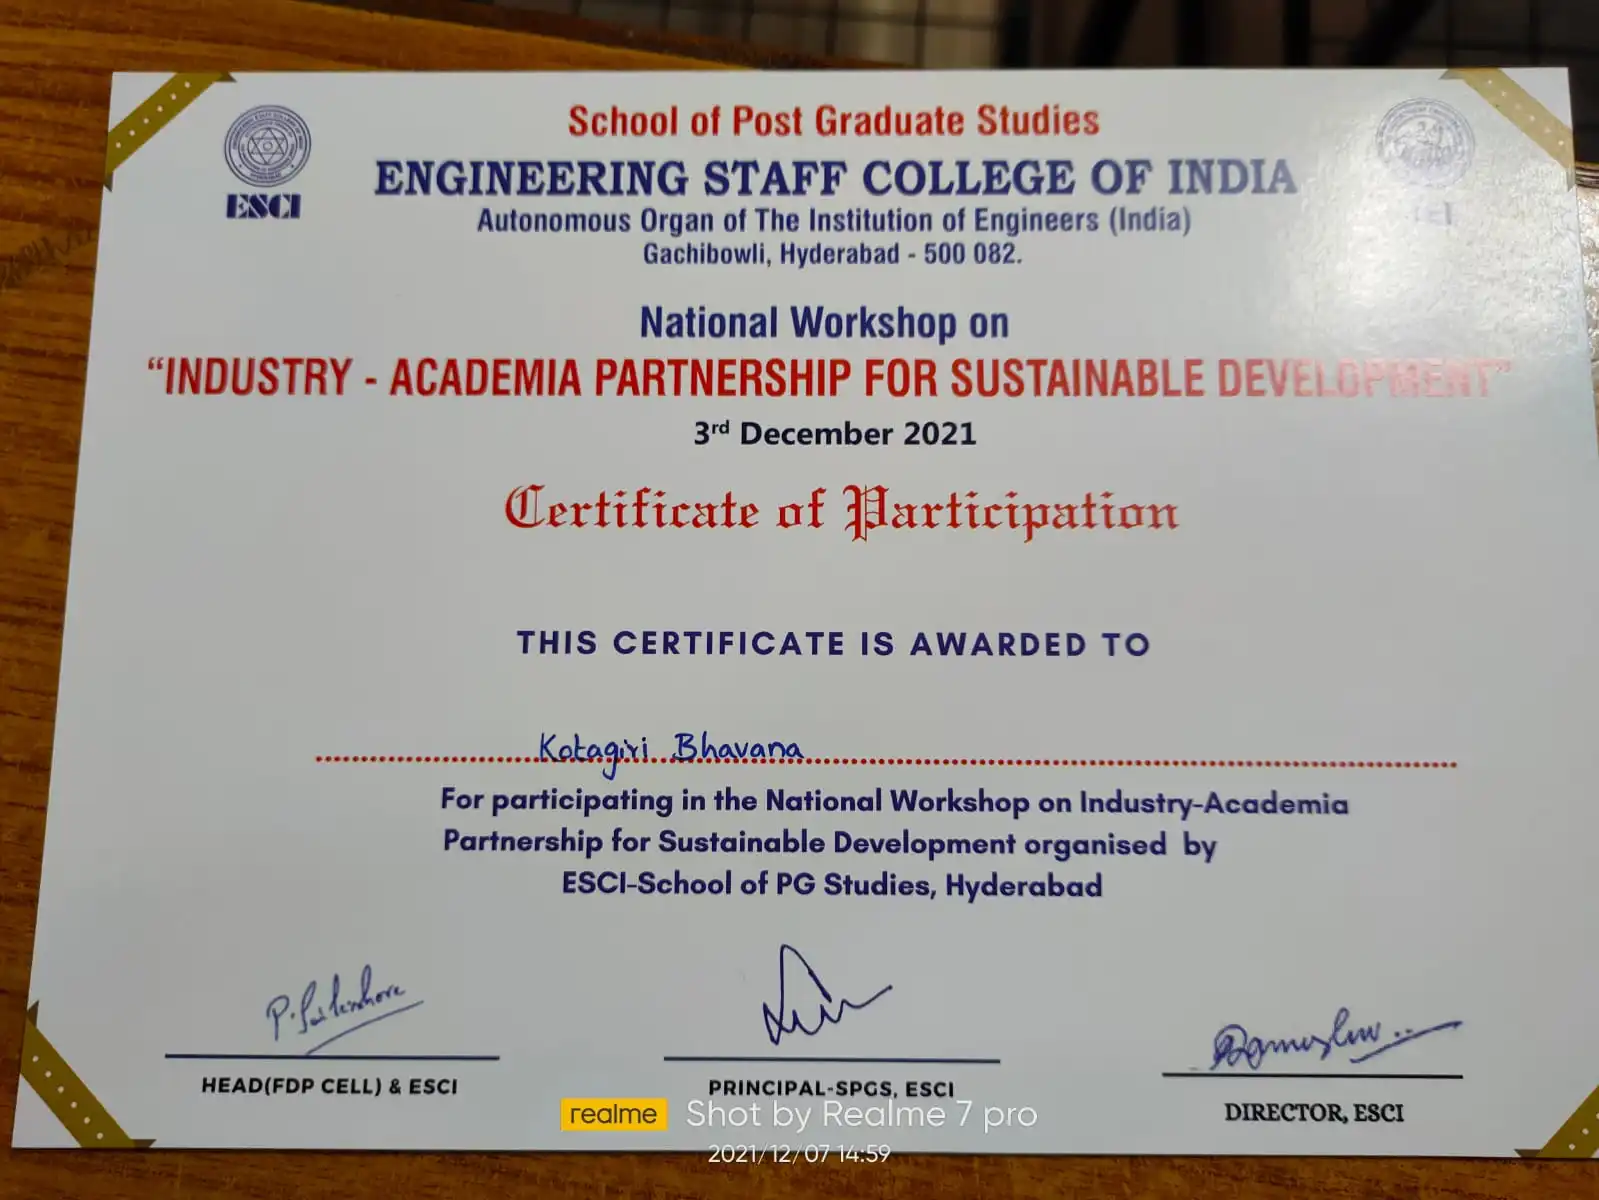 School of Post Graduate Studies
ENGINEERING STAFF COLLEGE OF INDIA
Autonomous Organ of The Institution of Engineers (India)
Gachibowli, Hyderabad - 500 082.
ESCI
National Workshop on
“INDUSTRY - ACADEMIA PARTNERSHIP FOR SUSTAINABLE DEVELOPMENT”
3rd December 2021
Certificate of Participation
THIS CERTIFICATE IS AWARDED TO
Kotagiri Bhavana
For participating in the National Workshop on Industry-Academia
Partnership for Sustainable Development organised by
ESCI-School of PG Studies, Hyderabad
HEAD(FDP CELL) & ESCI
PRINCIPAL-SPGS, ESCI
DIRECTOR, ESCI
realme Shot by Realme 7 pro
2021/12/07 14:59